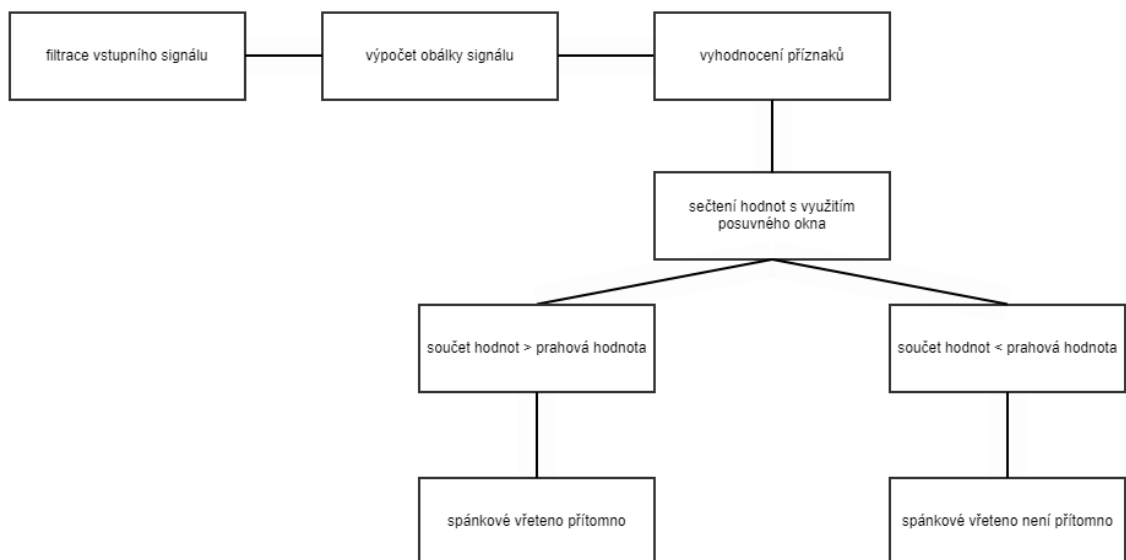 filtrace vstupního signálu
výpočet obálky signálu
vyhodnocení příznaků
sečtení hodnot s využitím
posuvného okna
součet hodnot > prahová hodnota
součet hodnot < prahová hodnota
spánkové vřeteno přítomno
spánkové vřeteno není přítomno